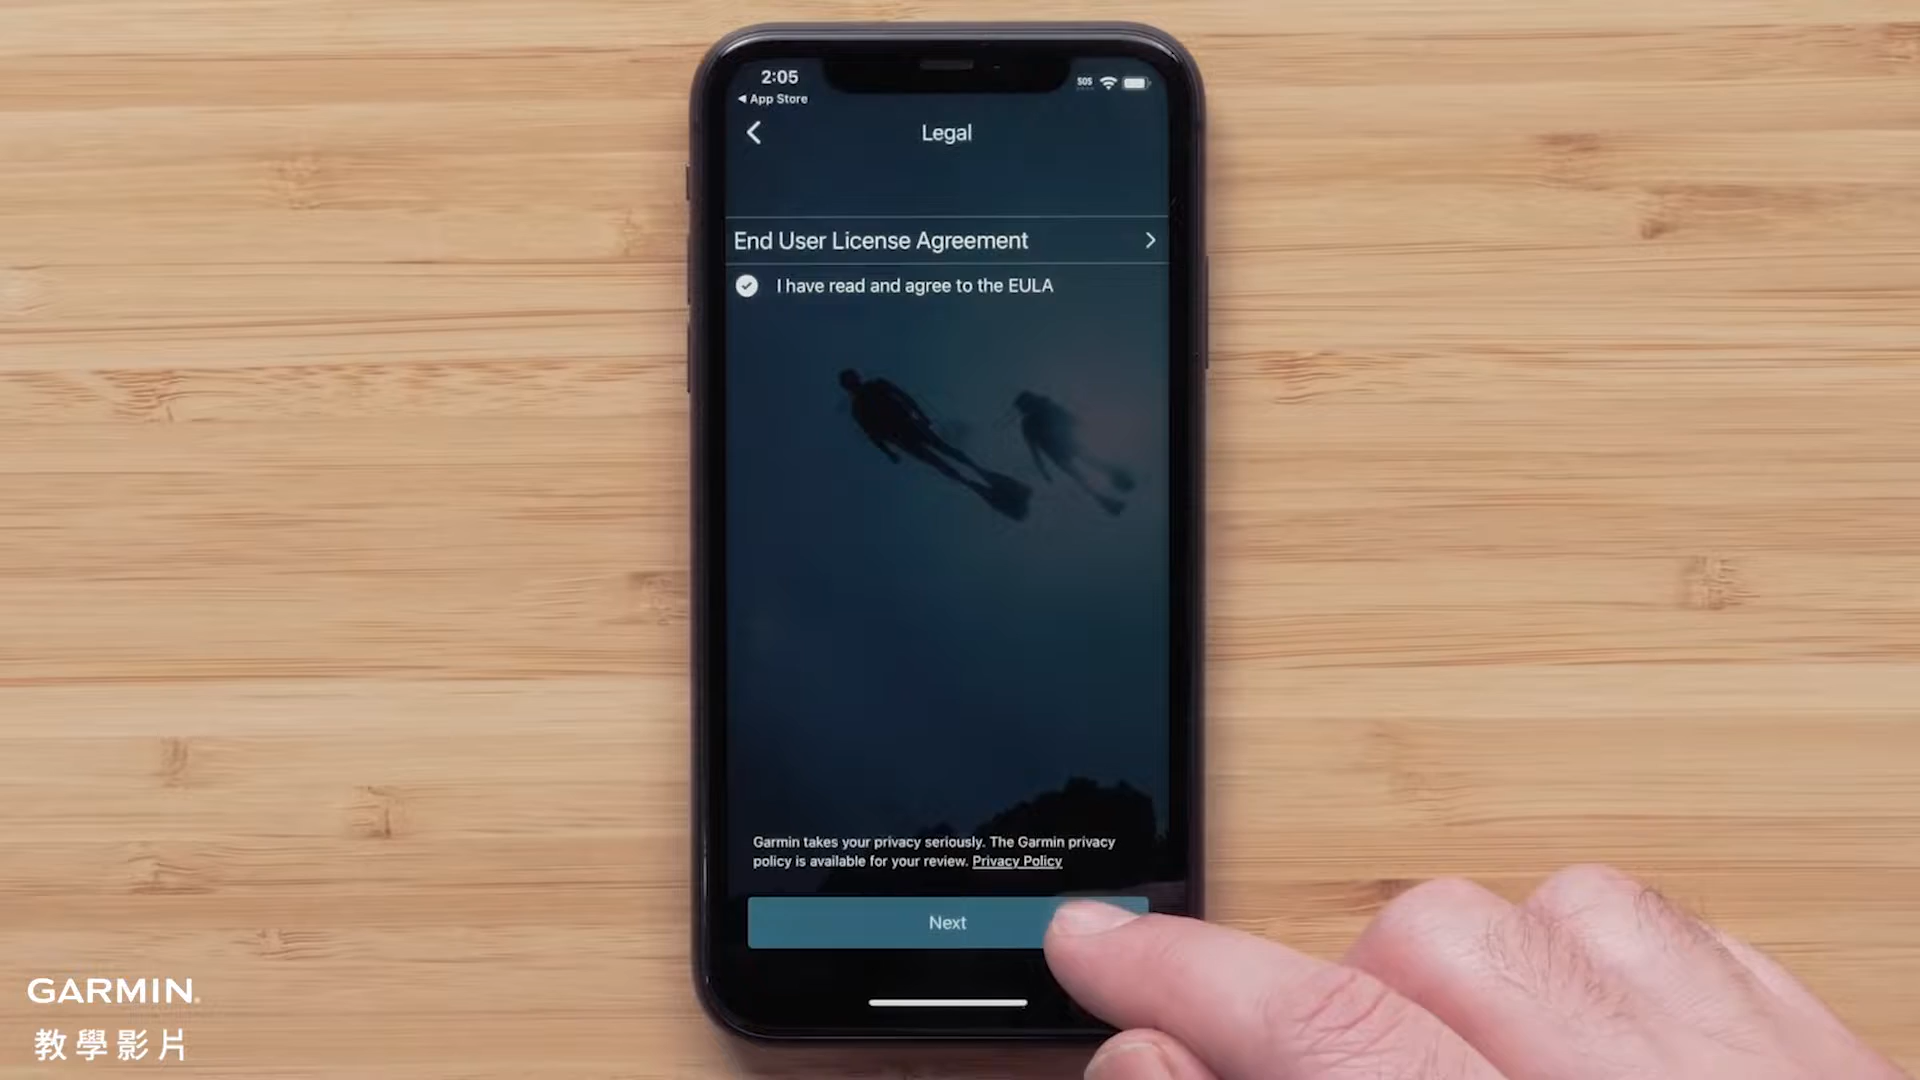 2:05
SOS
◀ App Store
Legal
End User License Agreement
I have read and agree to the EULA
Garmin takes your privacy seriously. The Garmin privacy
policy is available for your review. Privacy Policy
Next
GARMIN.
教學影片